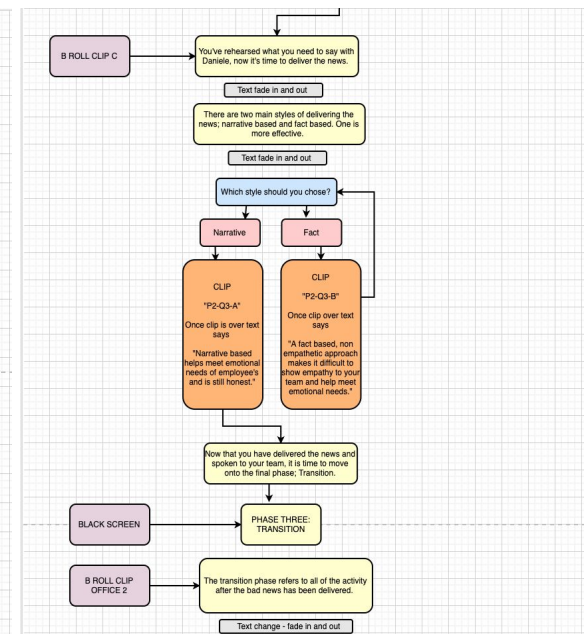 B ROLL CLIP C
You've rehearsed what you need to say with
Daniele, now it's time to deliver the news.
Text fade in and out
There are two main styles of delivering the
news; narrative based and fact based. One is
more effective.
Text fade in and out
Which style should you chose?
Narrative
Fact
CLIP
"P2-Q3-A"
Once clip is over text
says
"Narrative based
helps meet emotional
needs of employee's
and is still honest."
CLIP
"P2-Q3-B"
Once clip over text
says
"A fact based, non
empathetic approach
makes it difficult to
show empathy to your
team and help meet
emotional needs."
Now that you have delivered the news and
spoken to your team, it is time to move
onto the final phase; Transition.
BLACK SCREEN
PHASE THREE:
TRANSITION
B ROLL CLIP
OFFICE 2
The transition phase refers to all of the activity
after the bad news has been delivered.
Text change - fade in and out